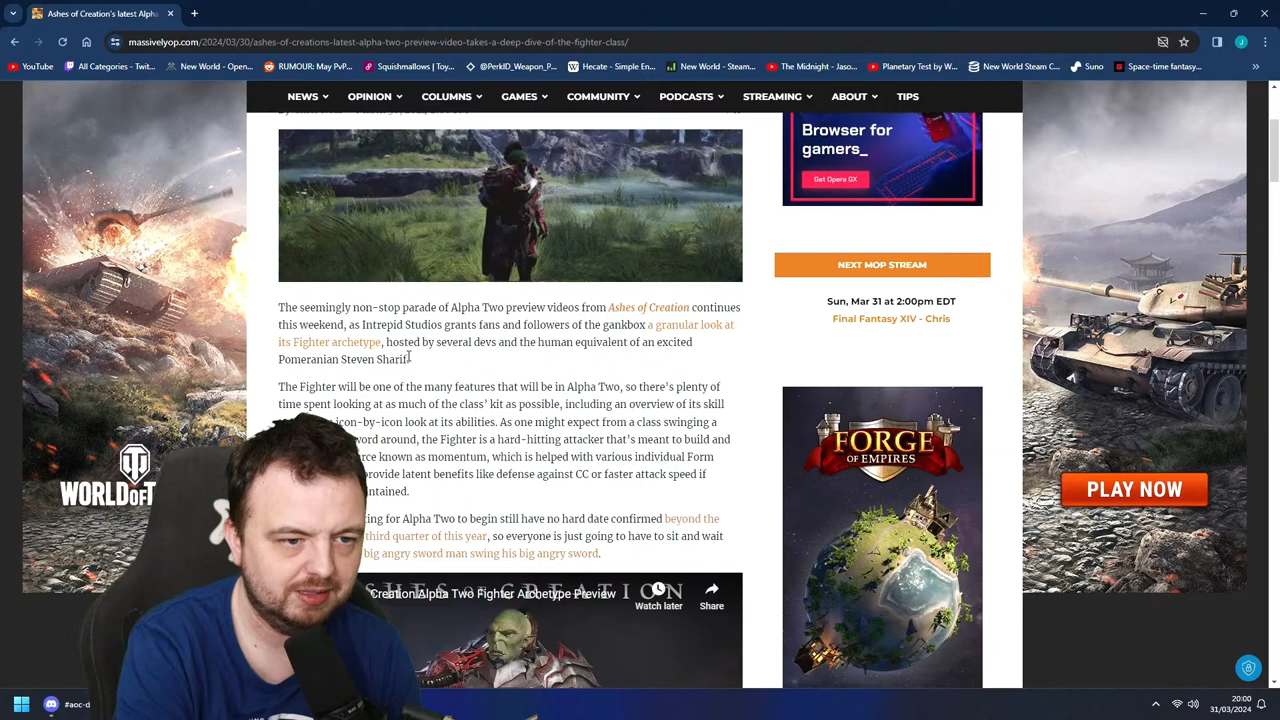 Ashes of Creation's latest Alpha
massivelyop.com/2024/03/30/ashes-of-creations-latest-alpha-two-preview-video-takes-a-deep-dive-of-the-fighter-class/
YouTube
All Categories - Twit...
New World - Open...
RUMOUR: May PvP...
Squishmallows | Toy...
@PerkID_Weapon_P...
Hecate - Simple En...
New World - Steam...
The Midnight - Jaso...
Planetary Test by W...
New World Steam C...
Suno
Space-time fantasy...
NEWS
OPINION
COLUMNS
GAMES
COMMUNITY
PODCASTS
STREAMING
ABOUT
TIPS
Browser for
gamers_
Get Opera GX
NEXT MOP STREAM
Sun, Mar 31 at 2:00pm EDT
Final Fantasy XIV - Chris
The seemingly non-stop parade of Alpha Two preview videos from Ashes of Creation continues
this weekend, as Intrepid Studios grants fans and followers of the gankbox a granular look at
its Fighter archetype, hosted by several devs and the human equivalent of an excited
Pomeranian Steven Sharif.
The Fighter will be one of the many features that will be in Alpha Two, so there's plenty of
time spent looking at as much of the class' kit as possible, including an overview of its skill
icon-by-icon look at its abilities. As one might expect from a class swinging a
word around, the Fighter is a hard-hitting attacker that's meant to build and
rce known as momentum, which is helped with various individual Form
provide latent benefits like defense against CC or faster attack speed if
ntained.
ting for Alpha Two to begin still have no hard date confirmed beyond the
third quarter of this year, so everyone is just going to have to sit and wait
big angry sword man swing his big angry sword.
SHES OF CREATION
Creation Alpha Two Fighter Archetype Preview
Watch later
Share
WORLD OF T
FORGE
OF EMPIRES
PLAY NOW
#aoc-d
20:00
31/03/2024